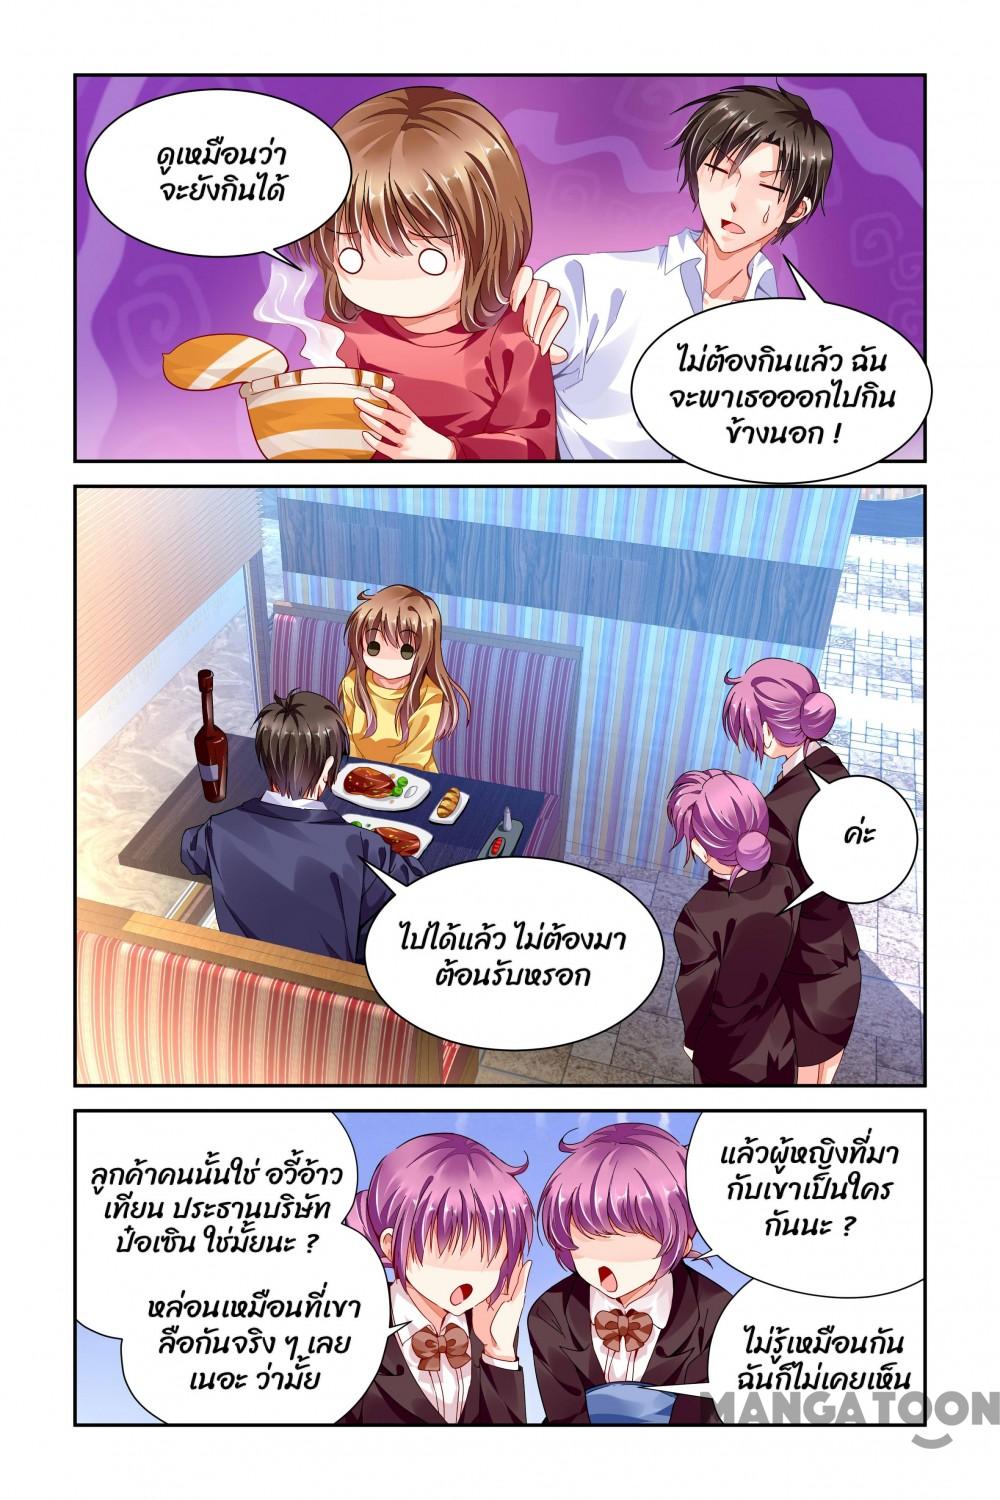 ดูเหมือนว่า
จะยังกินได้
ไม่ต้องกินแล้ว ฉัน
จะพาเธอออกไปกิน
ข้างนอก !
ค่ะ
ไปได้แล้ว ไม่ต้องมา
ต้อนรับหรอก
ลูกค้าคนนั้นใช่ อวี้อ้าว
เทียน ประธานบริษัท
ป๋อเซิน ใช่มั้ยนะ ?
หล่อนเหมือนที่เขา
ลือกันจริง ๆ เลย
เนอะ ว่ามั้ย
แล้วผู้หญิงที่มา
กับเขาเป็นใคร
กันนะ ?
ไม่รู้เหมือนกัน
ฉันก็ไม่เคยเห็น
MANGATOON